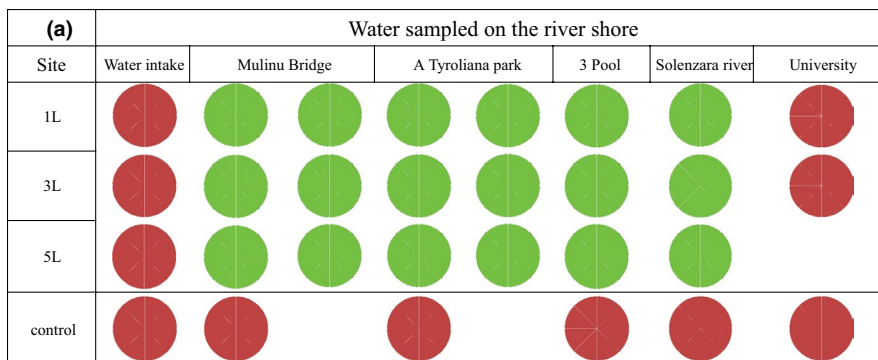 (a) Water sampled on the river shore
Site Water intake Mulinu Bridge A Tyroliana park 3 Pool Solenzara river University
1L
3L
5L
control